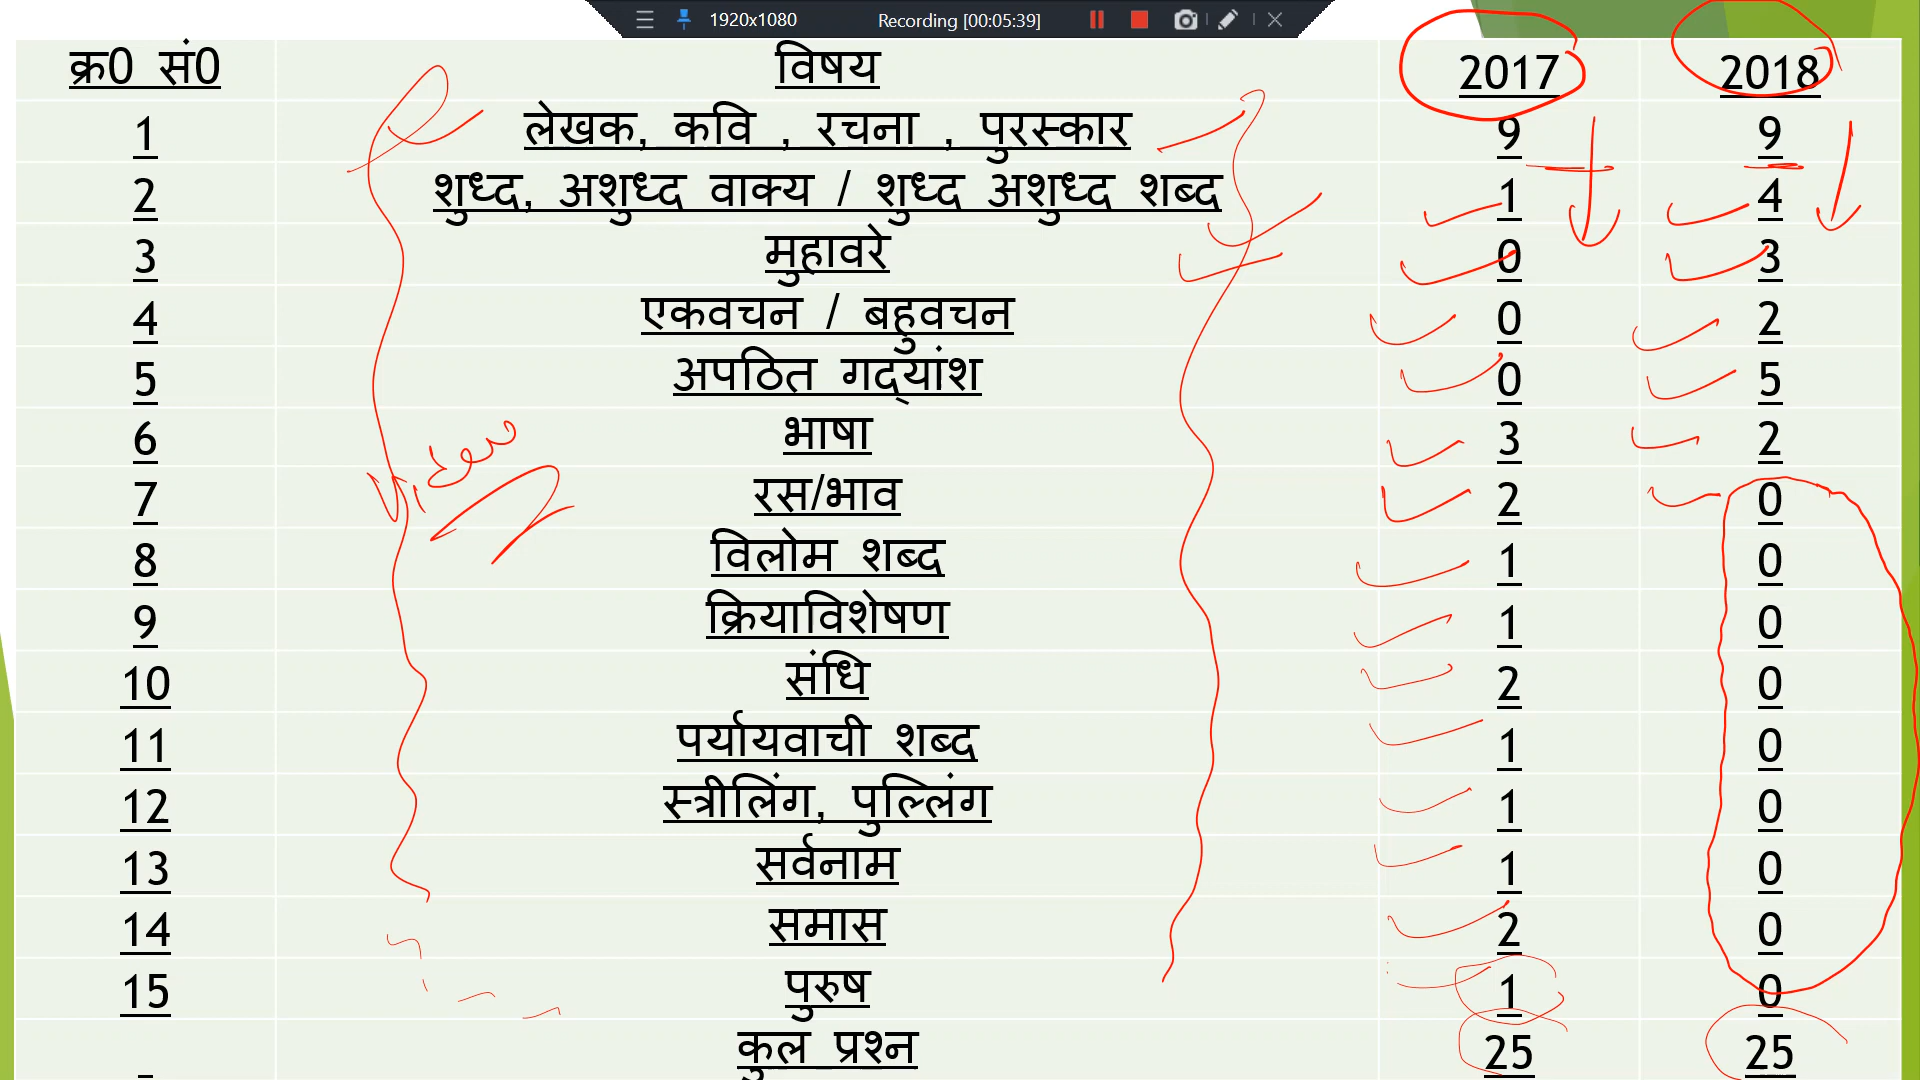 1920x1080 Recording [00:05:39]
क्र0 सं0 विषय 2017 2018
1 लेखक, कवि , रचना , पुरस्कार 9 9
2 शुध्द, अशुध्द वाक्य / शुध्द अशुध्द शब्द 1 4
3 मुहावरे 0 3
4 एकवचन / बहुवचन 0 2
5 अपठित गद्यांश 0 5
6 भाषा 3 2
Video
7 रस/भाव 2 0
8 विलोम शब्द 1 0
9 क्रियाविशेषण 1 0
10 संधि 2 0
11 पर्यायवाची शब्द 1 0
12 स्त्रीलिंग, पुल्लिंग 1 0
13 सर्वनाम 1 0
14 समास 2 0
15 पुरुष 1 0
कुल प्रश्न 25 25